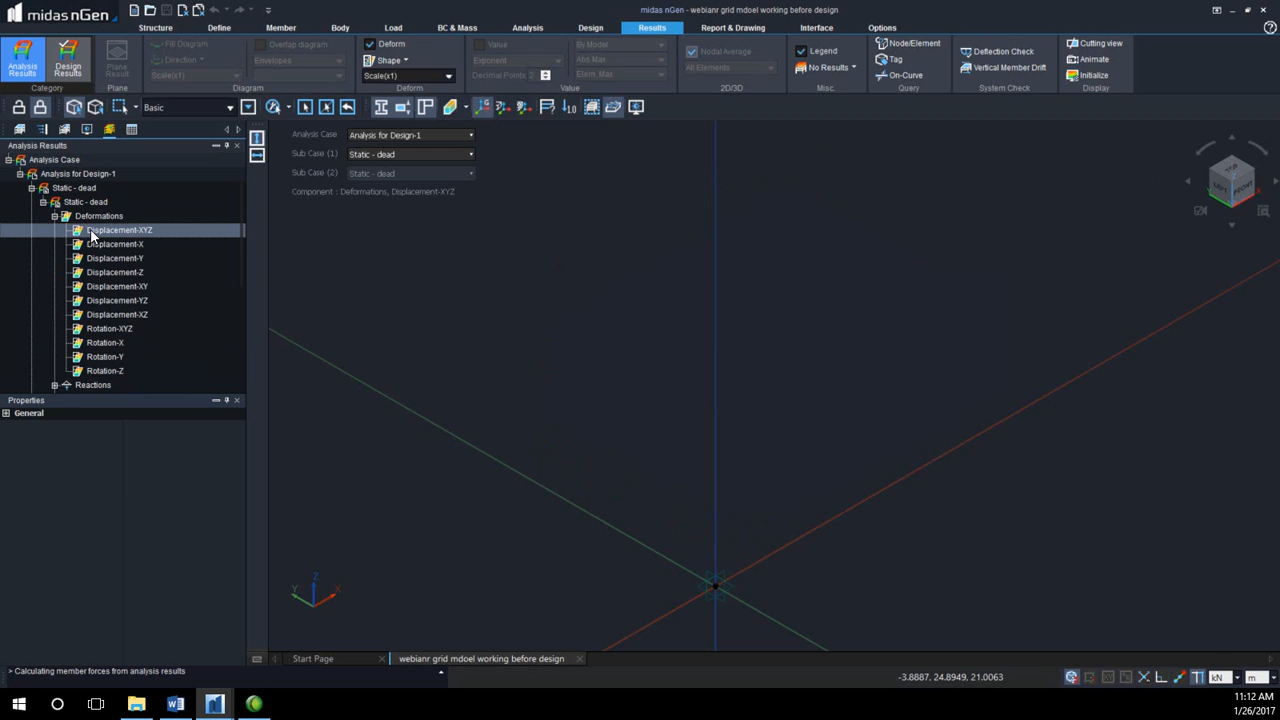 midas nGen
webianr grid mdoel working before design
Structure Define Member Body Load BC & Mass Analysis Design Results Report & Drawing Interface Options
Analysis Results
Design Results
Category
Plane Result
Plane
Fill Diagram
Direction
Scale(x1)
Overlap diagram
Envelopes
Diagram
Deform
Shape
Scale(x1)
Deform
Value
Exponent
Decimal Points
By Model
Abs Max
Elem. Max
Value
Nodal Average
All Elements
2D/3D
Legend
No Results
Misc.
Node/Element
Tag
On-Curve
Query
Deflection Check
Vertical Member Drift
System Check
Cutting view
Animate
Initialize
Display
Basic
Analysis Results
Analysis Case
Analysis for Design-1
Static - dead
Static - dead
Deformations
Displacement-XYZ
Displacement-X
Displacement-Y
Displacement-Z
Displacement-XY
Displacement-YZ
Displacement-XZ
Rotation-XYZ
Rotation-X
Rotation-Y
Rotation-Z
Reactions
Properties
General
Analysis Case Analysis for Design-1
Sub Case (1) Static - dead
Sub Case (2) Static - dead
Component : Deformations, Dsplacement-XYZ
TOP
LEFT FRONT
Y Z X
Start Page
webianr grid mdoel working before design
> Calculating member forces from analysis results
-3.8887, 24.8949, 21.0063
kN m
11:12 AM
1/26/2017